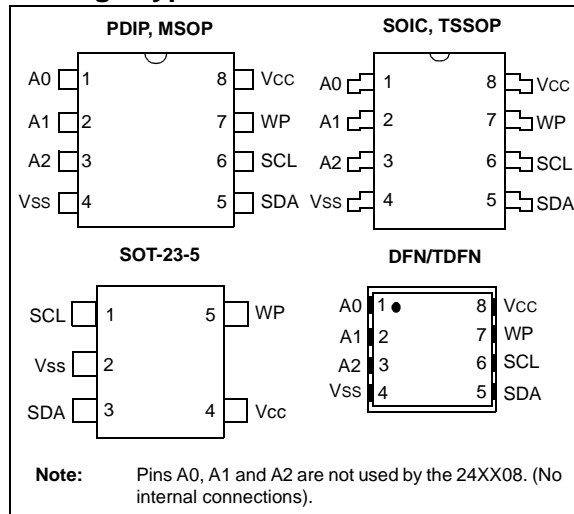 PDIP, MSOP
A0 1 8 VCC
A1 2 7 WP
A2 3 6 SCL
VSS 4 5 SDA
SOIC, TSSOP
A0 1 8 VCC
A1 2 7 WP
A2 3 6 SCL
VSS 4 5 SDA
SOT-23-5
SCL 1 5 WP
Vss 2
SDA 3 4 Vcc
DFN/TDFN
A0 1 8 VCC
A1 2 7 WP
A2 3 6 SCL
VSS 4 5 SDA
Note: Pins A0, A1 and A2 are not used by the 24XX08. (No
internal connections).